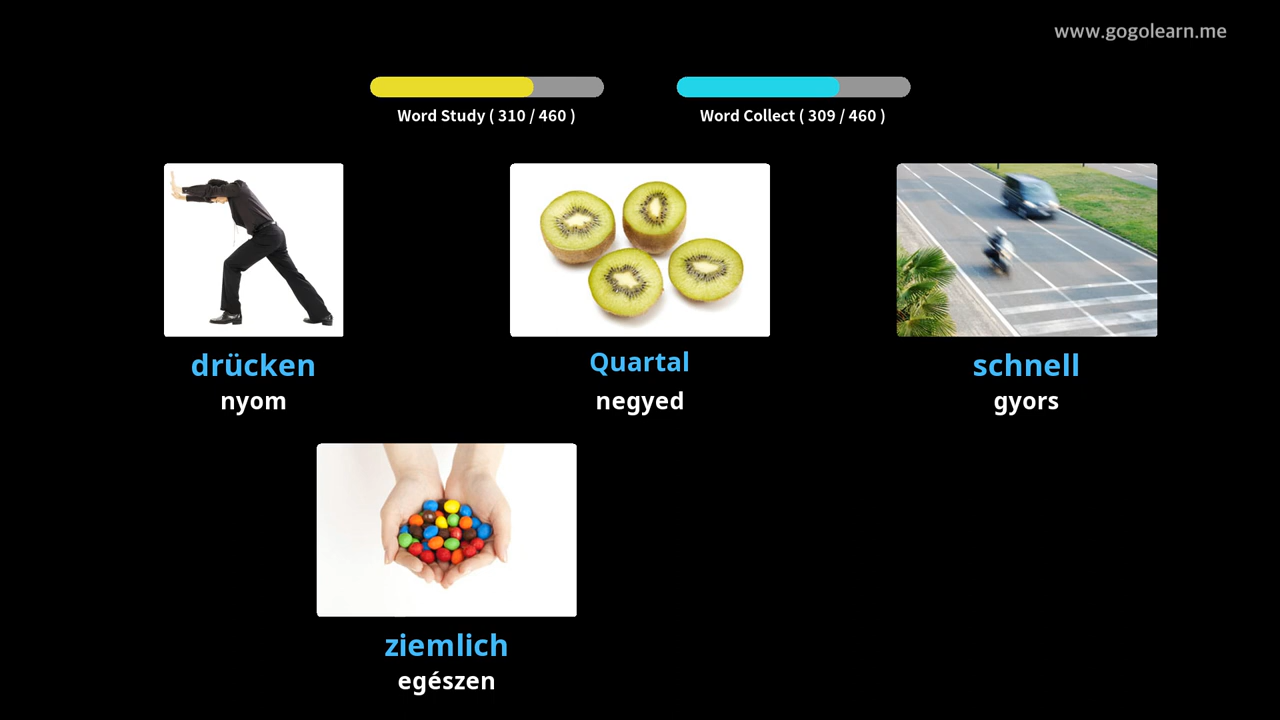 www.gogolearn.me
Word Study ( 310 / 460 )
Word Collect ( 309 / 460 )
drücken
nyom
Quartal
negyed
schnell
gyors
ziemlich
egészen